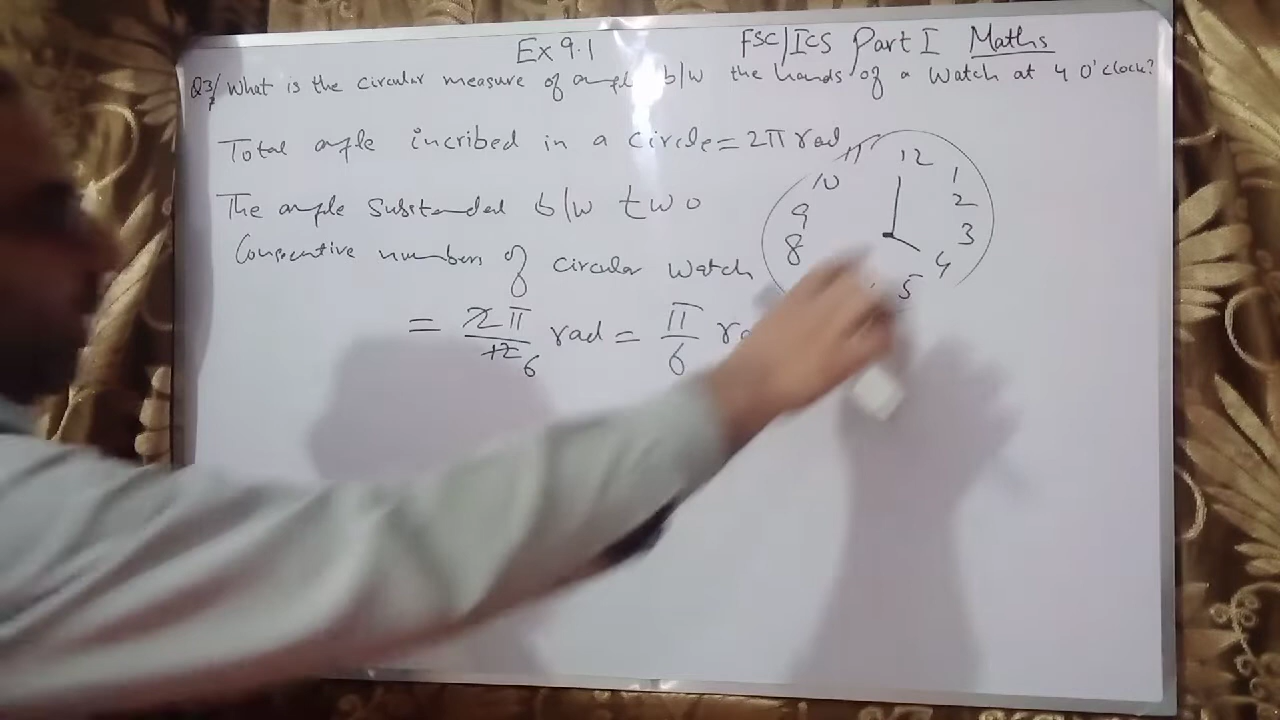 Ex 9.1
FSC/ICS Part I Maths
Q3/ What is the circular measure of angle b/w the hands of a watch at 4 O'clock?
Total angle incribed in a circle = 2π rad
The angle substended b/w two
Consecutive numbers of circular watch
= 2π/12 6 rad = π/6
12
11
1
10
2
9
3
8
4
5